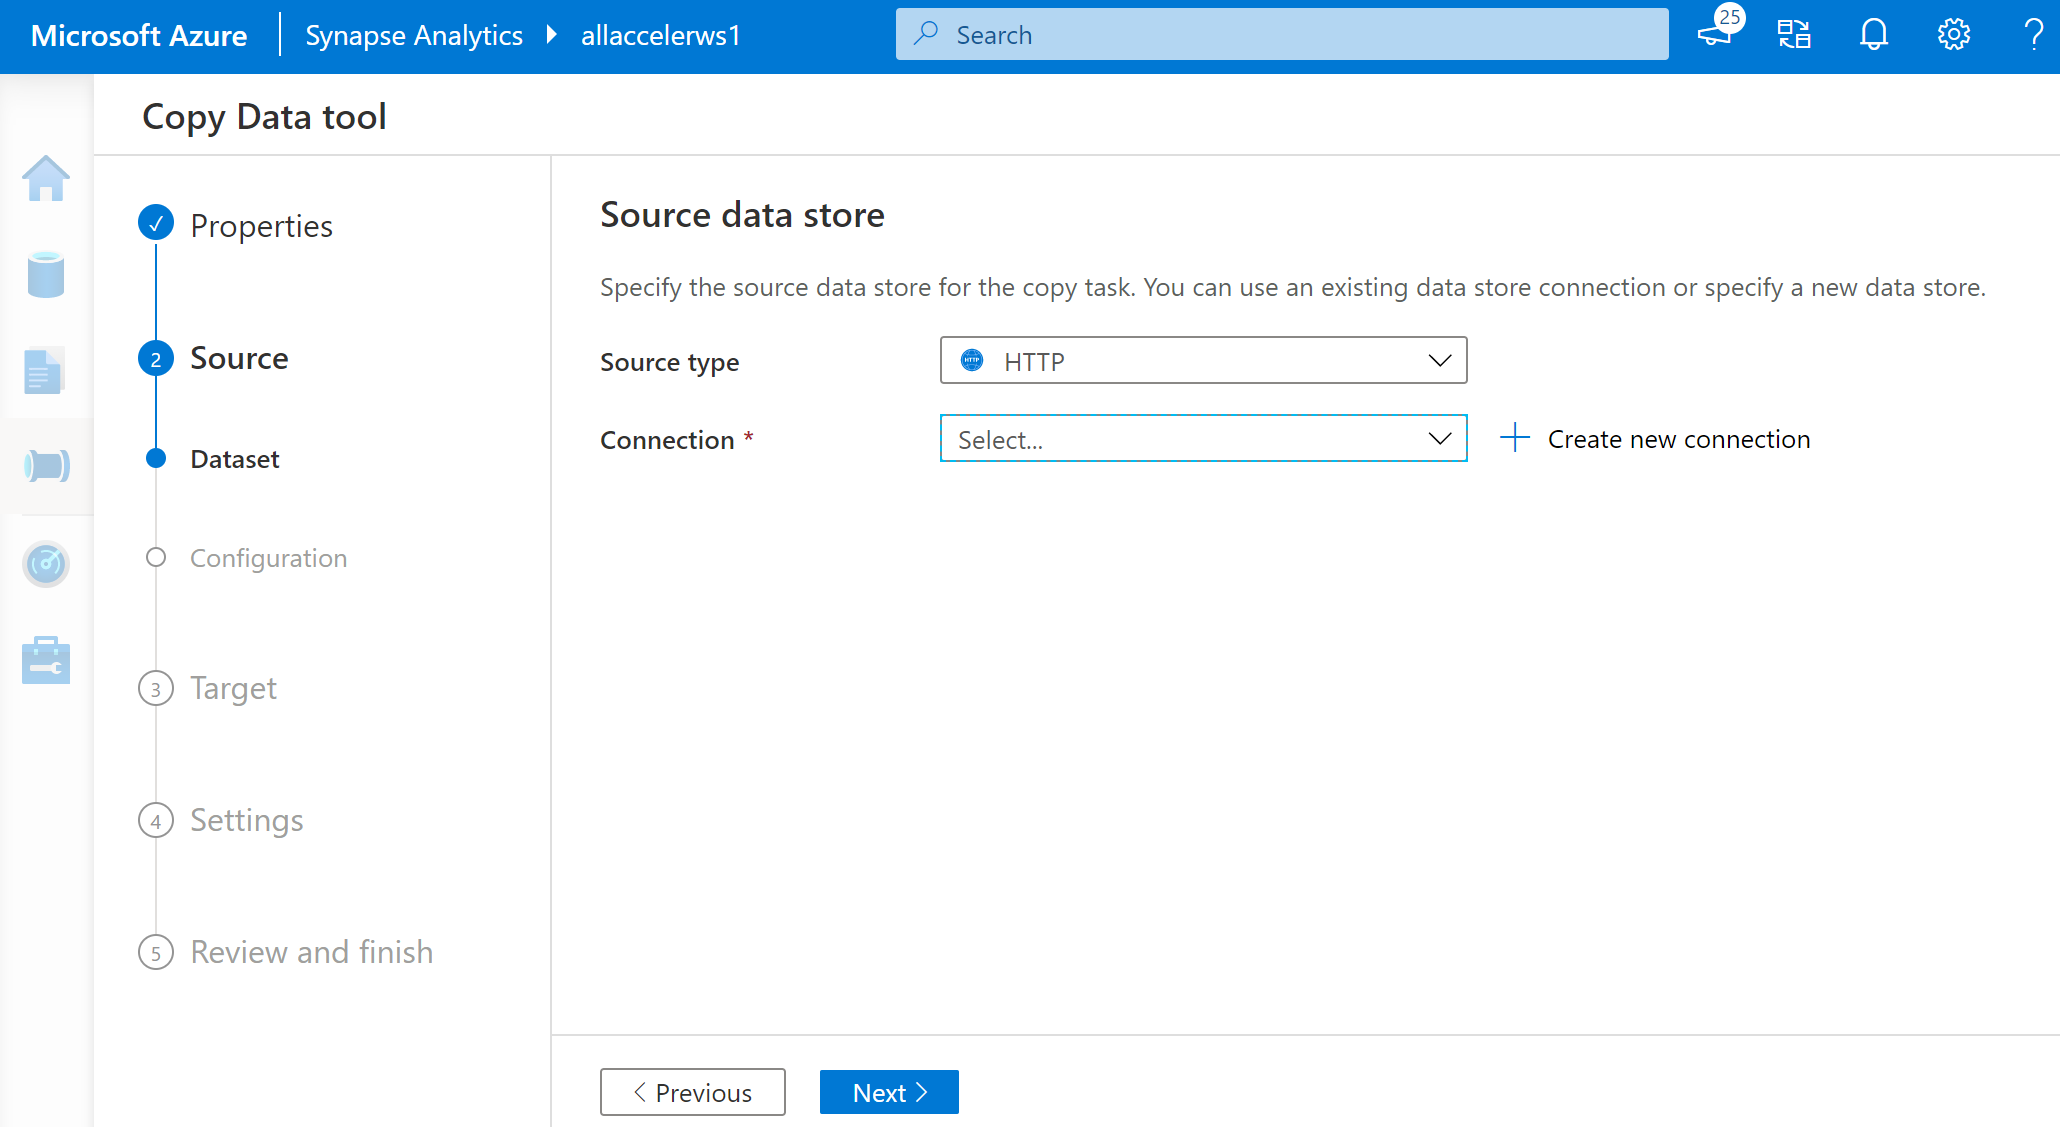 Microsoft Azure
Synapse Analytics
allaccelerws1
Search
25
?
Copy Data tool
Properties
2
Source
Dataset
Configuration
3
Target
4
Settings
5
Review and finish
Source data store
Specify the source data store for the copy task. You can use an existing data store connection or specify a new data store.
Source type
HTTP
HTTP
Connection *
Select...
Create new connection
Previous
Next